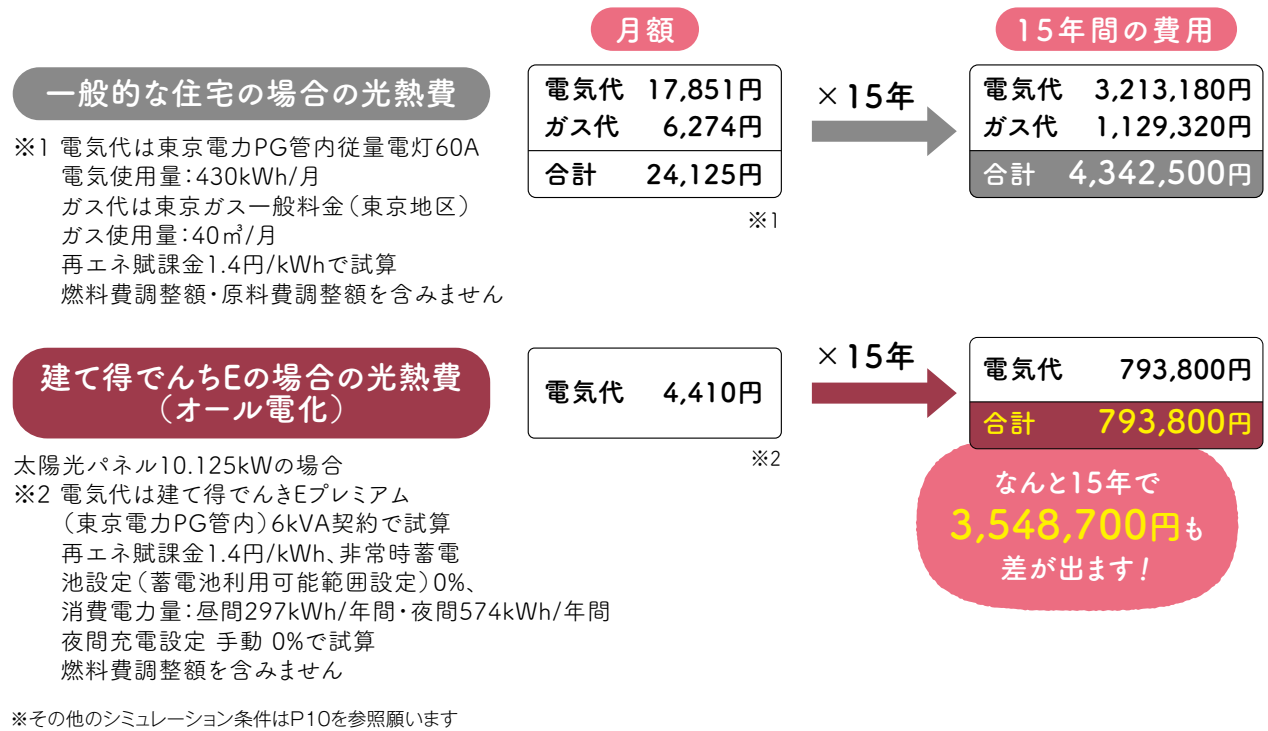 月額
15年間の費用
一般的な住宅の場合の光熱費
電気代 17,851円
ガス代 6,274円
合計 24,125円
※1
×15年
電気代 3,213,180円
ガス代 1,129,320円
合計 4,342,500円
※1 電気代は東京電力PG管内従量電灯60A
電気使用量:430kWh/月
ガス代は東京ガス一般料金(東京地区)
ガス使用量:40㎥/月
再エネ賦課金1.4円/kWhで試算
燃料費調整額・原料費調整額を含みません
建て得でんちEの場合の光熱費
(オール電化)
電気代 4,410円
※2
×15年
電気代 793,800円
合計 793,800円
なんと15年で
3,548,700円も
差が出ます!
太陽光パネル10.125kWの場合
※2 電気代は建て得でんきEプレミアム
(東京電力PG管内)6kVA契約で試算
再エネ賦課金1.4円/kWh、非常時蓄電
池設定(蓄電池利用可能範囲設定)0%、
消費電力量:昼間297kWh/年間・夜間574kWh/年間
夜間充電設定 手動 0%で試算
燃料費調整額を含みません
※その他のシミュレーション条件はP10を参照願います